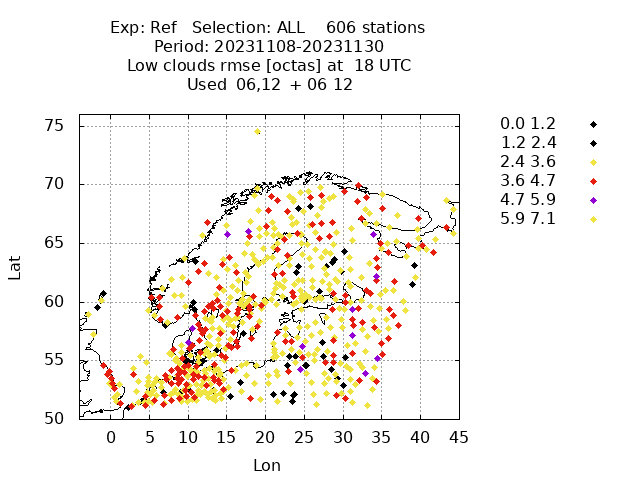 Exp: Ref   Selection: ALL    606 stations
Period: 20231108-20231130
Low clouds rmse [octas] at  18 UTC
Used  06,12  + 06 12
75
70
65
60
55
50
Lat
0 5 10 15 20 25 30 35 40 45
Lon
0.0 1.2
1.2 2.4
2.4 3.6
3.6 4.7
4.7 5.9
5.9 7.1